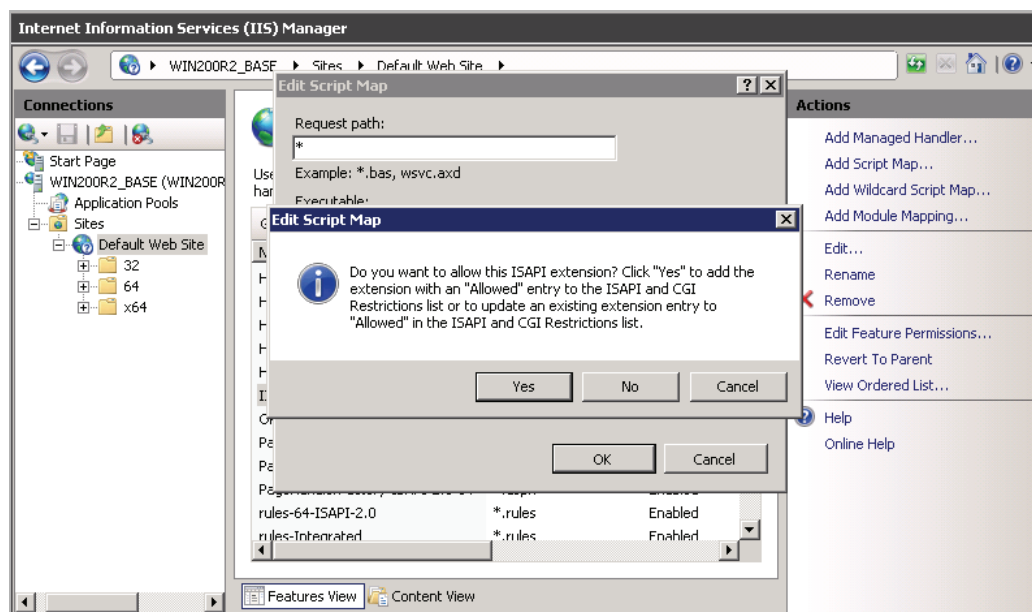 Internet Information Services (IIS) Manager
WIN200R2_BASE Sites Default Web Site
Connections
Start Page
WIN200R2_BASE (WIN200R
Application Pools
Sites
Default Web Site
32
64
x64
Edit Script Map
Request path:
*
Example: *.bas, wsvc.axd
Executable:
Edit Script Map
Do you want to allow this ISAPI extension? Click "Yes" to add the
extension with an "Allowed" entry to the ISAPI and CGI
Restrictions list or to update an existing extension entry to
"Allowed" in the ISAPI and CGI Restrictions list.
Yes No Cancel
OK Cancel
rules-64-ISAPI-2.0 *.rules Enabled
rules-Integrated *.rules Enabled
Features View Content View
Actions
Add Managed Handler...
Add Script Map...
Add Wildcard Script Map...
Add Module Mapping...
Edit...
Rename
Remove
Edit Feature Permissions...
Revert To Parent
View Ordered List...
Help
Online Help